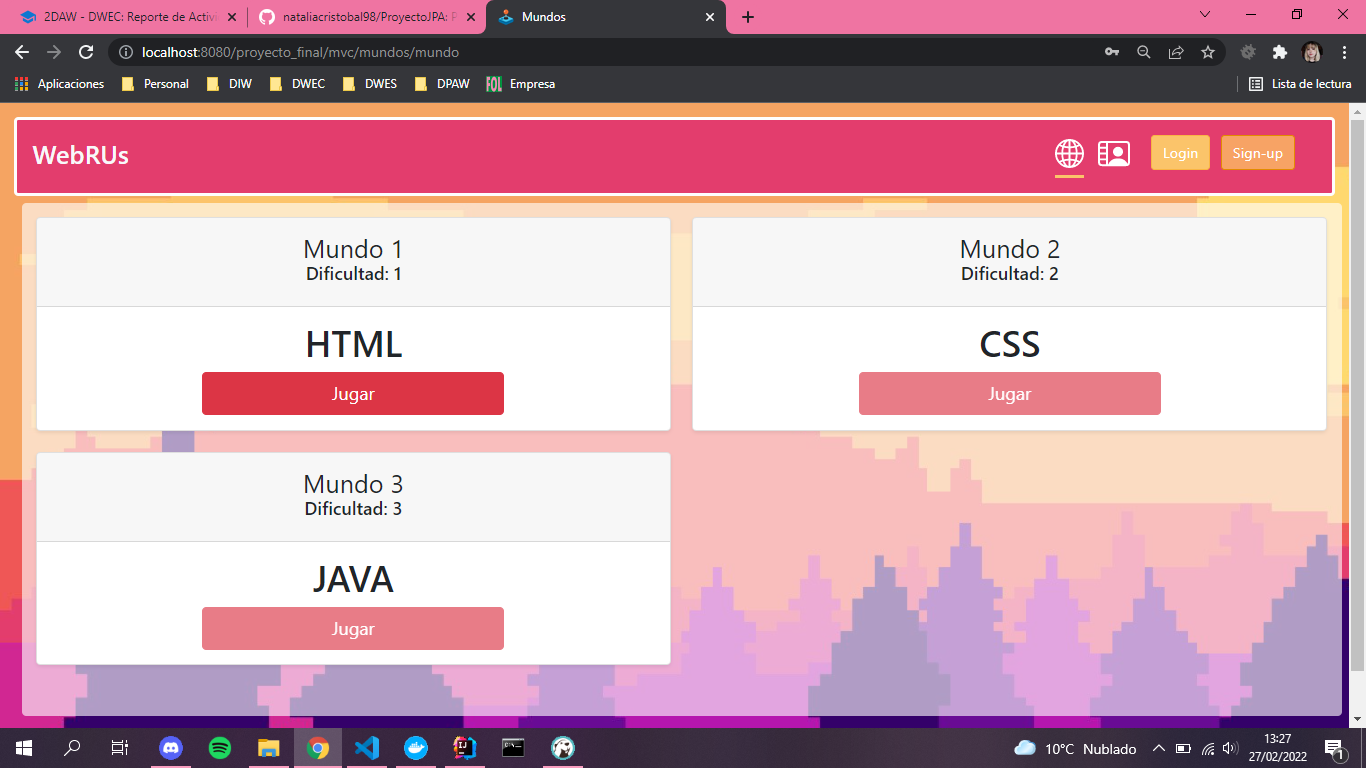 2DAW - DWEC: Reporte de Activi
nataliacristobal98/ProyectoJPA: P
Mundos
localhost:8080/proyecto_final/mvc/mundos/mundo
Aplicaciones
Personal
DIW
DWEC
DWES
DPAW
FOL
Empresa
Lista de lectura
WebRUs
Login
Sign-up
Mundo 1
Dificultad: 1
HTML
Jugar
Mundo 2
Dificultad: 2
CSS
Jugar
Mundo 3
Dificultad: 3
JAVA
Jugar
10°C Nublado
13:27
27/02/2022
1